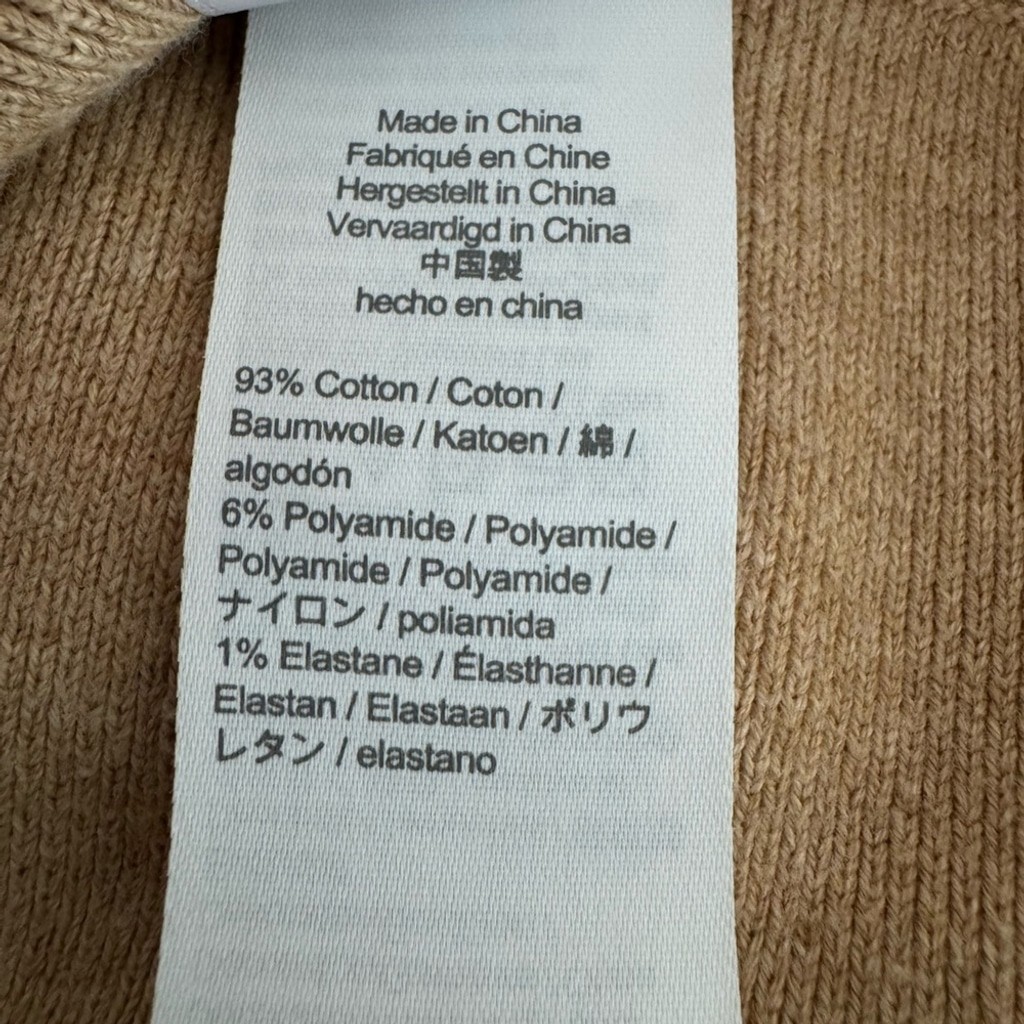 Made in China
Fabriqué en Chine
Hergestellt in China
Vervaardigd in China
中国製
hecho en china
93% Cotton / Coton /
Baumwolle / Katoen / 綿 /
algodón
6% Polyamide / Polyamide /
Polyamide / Polyamide /
ナイロン / poliamida
1% Elastane / Élasthanne /
Elastan / Elastaan / ポリウ
レタン / elastano